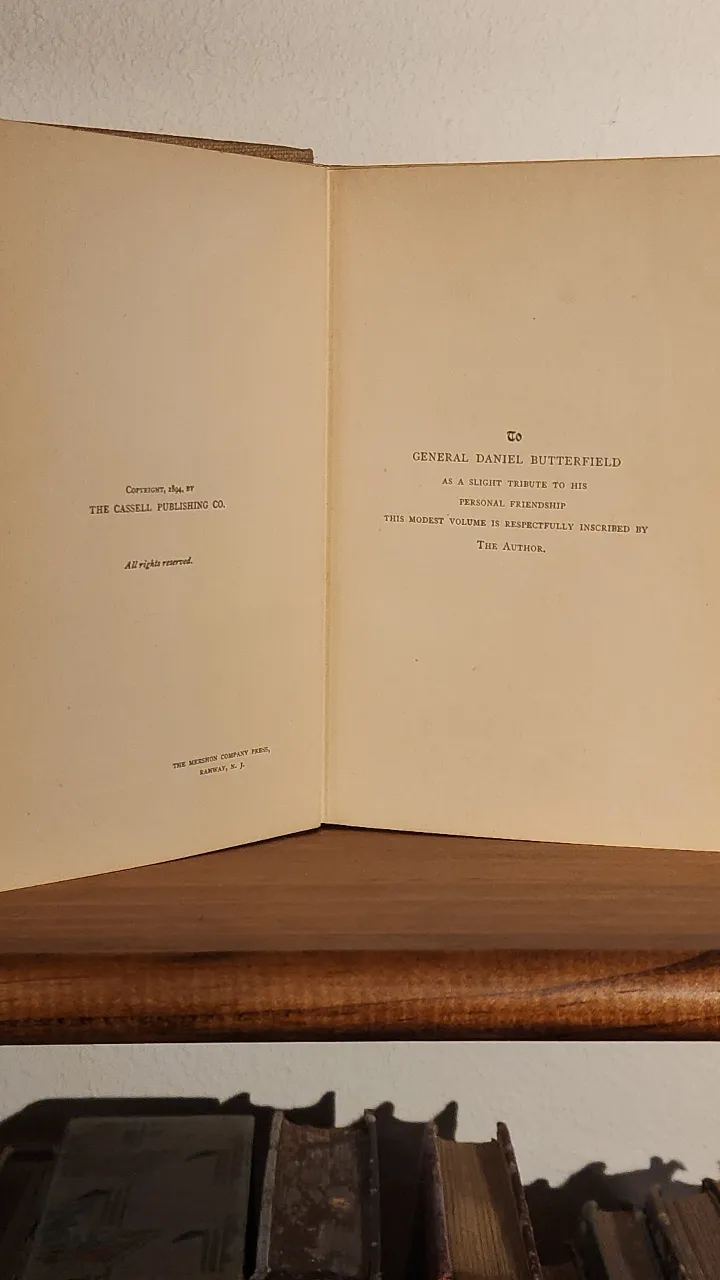 Copyright, 1894, by
THE CASSELL PUBLISHING CO.
All rights reserved.
THE MERSHON COMPANY PRESS,
RAHWAY, N. J.
To
GENERAL DANIEL BUTTERFIELD
AS A SLIGHT TRIBUTE TO HIS
PERSONAL FRIENDSHIP
THIS MODEST VOLUME IS RESPECTFULLY INSCRIBED BY
The Author.